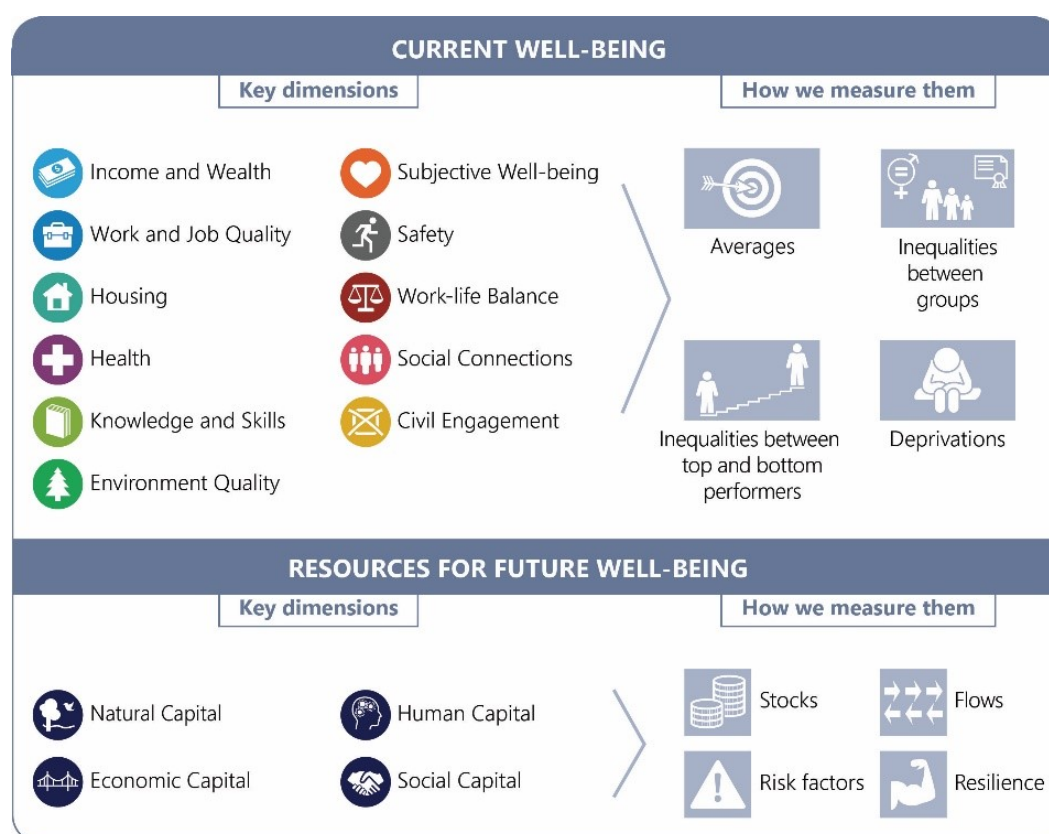 CURRENT WELL-BEING
Key dimensions
How we measure them
Income and Wealth
Subjective Well-being
Work and Job Quality
Safety
Housing
Work-life Balance
Health
Social Connections
Knowledge and Skills
Civil Engagement
Environment Quality
Averages
Inequalities
between
groups
Inequalities between
top and bottom
performers
Deprivations
RESOURCES FOR FUTURE WELL-BEING
Key dimensions
How we measure them
Natural Capital
Human Capital
Economic Capital
Social Capital
Stocks
Flows
Risk factors
Resilience